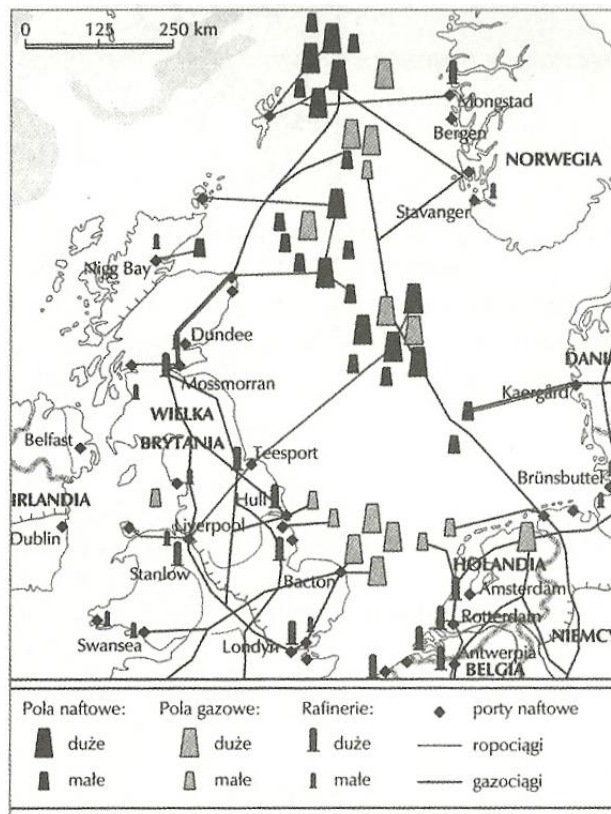 0 125 250 km
Mongstad
Bergen
NORWEGIA
Stavanger
Nigg Bay
Dundee
DANI
Mossmorran
Kaergård
WIELKA
BRYTANIA
Belfast
Teesport
Brünsbuttel
IRLANDIA
Hull
Dublin
Liverpool
HOLANDIA
Stanlow
Bacton
Amsterdam
Rotterdam
NIEMCY
Swansea
Londyn
Antwerpia
BELGIA
Pola naftowe: Pola gazowe: Rafinerie: porty naftowe
duże duże duże ropociągi
małe małe małe gazociągi